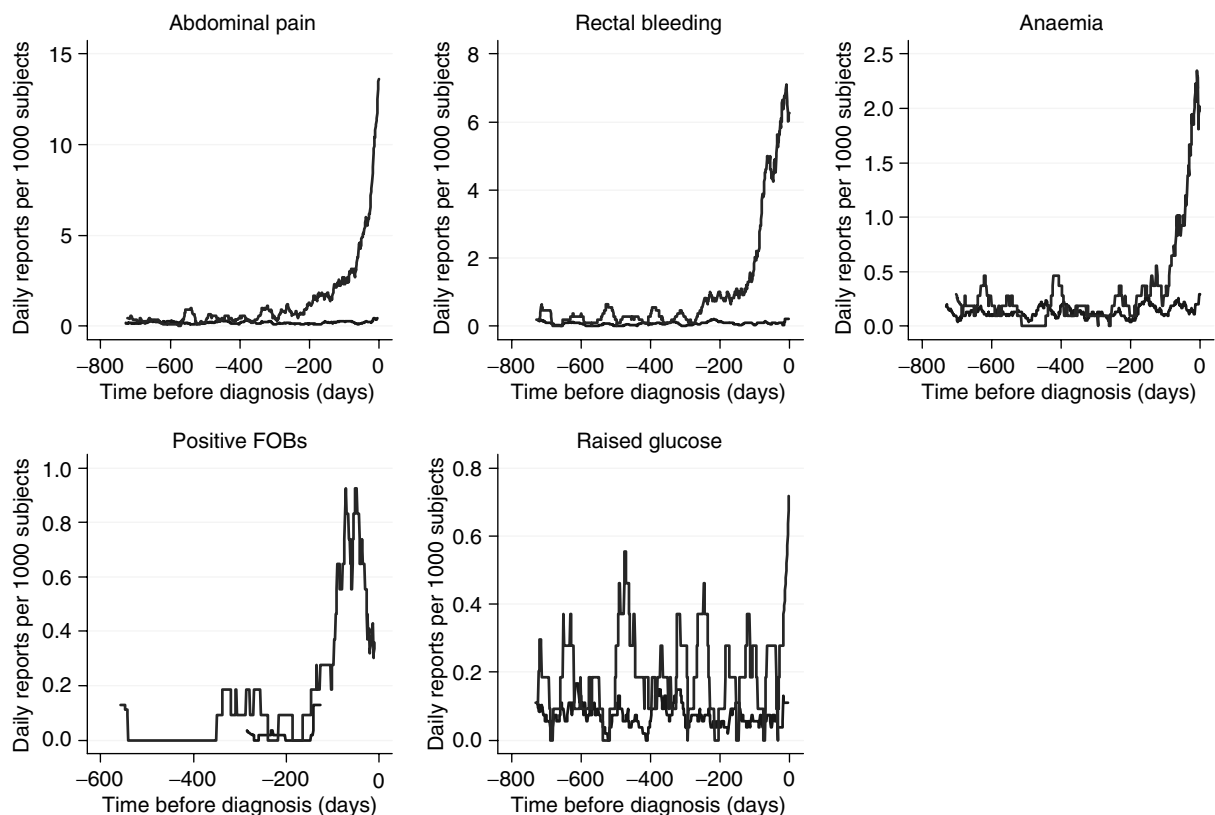 Abdominal pain
Daily reports per 1000 subjects
15
10
5
0
–800 –600 –400 –200 0
Time before diagnosis (days)
Rectal bleeding
Daily reports per 1000 subjects
8
6
4
2
0
–800 –600 –400 –200 0
Time before diagnosis (days)
Anaemia
Daily reports per 1000 subjects
2.5
2.0
1.5
1.0
0.5
0.0
–800 –600 –400 –200 0
Time before diagnosis (days)
Positive FOBs
Daily reports per 1000 subjects
1.0
0.8
0.6
0.4
0.2
0.0
–600 –400 –200 0
Time before diagnosis (days)
Raised glucose
Daily reports per 1000 subjects
0.8
0.6
0.4
0.2
0.0
–800 –600 –400 –200 0
Time before diagnosis (days)